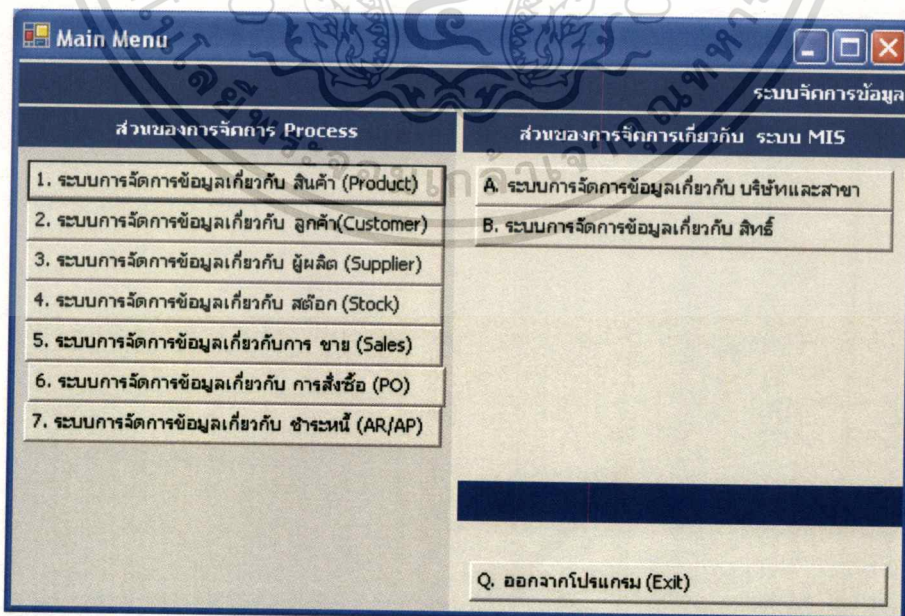 Main Menu
ระบบจัดการข้อมูล
ส่วนของการจัดการ Process
ส่วนของการจัดการเกี่ยวกับ ระบบ MIS
1. ระบบการจัดการข้อมูลเกี่ยวกับ สินค้า (Product)
2. ระบบการจัดการข้อมูลเกี่ยวกับ ลูกค้า(Customer)
3. ระบบการจัดการข้อมูลเกี่ยวกับ ผู้ผลิต (Supplier)
4. ระบบการจัดการข้อมูลเกี่ยวกับ สต๊อก (Stock)
5. ระบบการจัดการข้อมูลเกี่ยวกับการ ขาย (Sales)
6. ระบบการจัดการข้อมูลเกี่ยวกับ การสั่งซื้อ (PO)
7. ระบบการจัดการข้อมูลเกี่ยวกับ ชำระหนี้ (AR/AP)
A. ระบบการจัดการข้อมูลเกี่ยวกับ บริษัทและสาขา
B. ระบบการจัดการข้อมูลเกี่ยวกับ สิทธิ์
Q. ออกจากโปรแกรม (Exit)